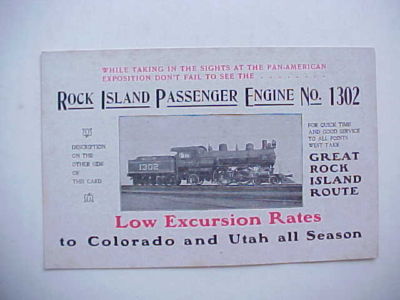 WHILE TAKING IN THE SIGHTS AT THE PAN-AMERICAN
EXPOSITION DON'T FAIL TO SEE THE ........
ROCK ISLAND PASSENGER ENGINE NO. 1302
DESCRIPTION
ON THE
OTHER SIDE
OF
THIS CARD
1302
FOR QUICK TIME
AND GOOD SERVICE
TO ALL POINTS
WEST TAKE
GREAT
ROCK
ISLAND
ROUTE
Low Excursion Rates
to Colorado and Utah all Season